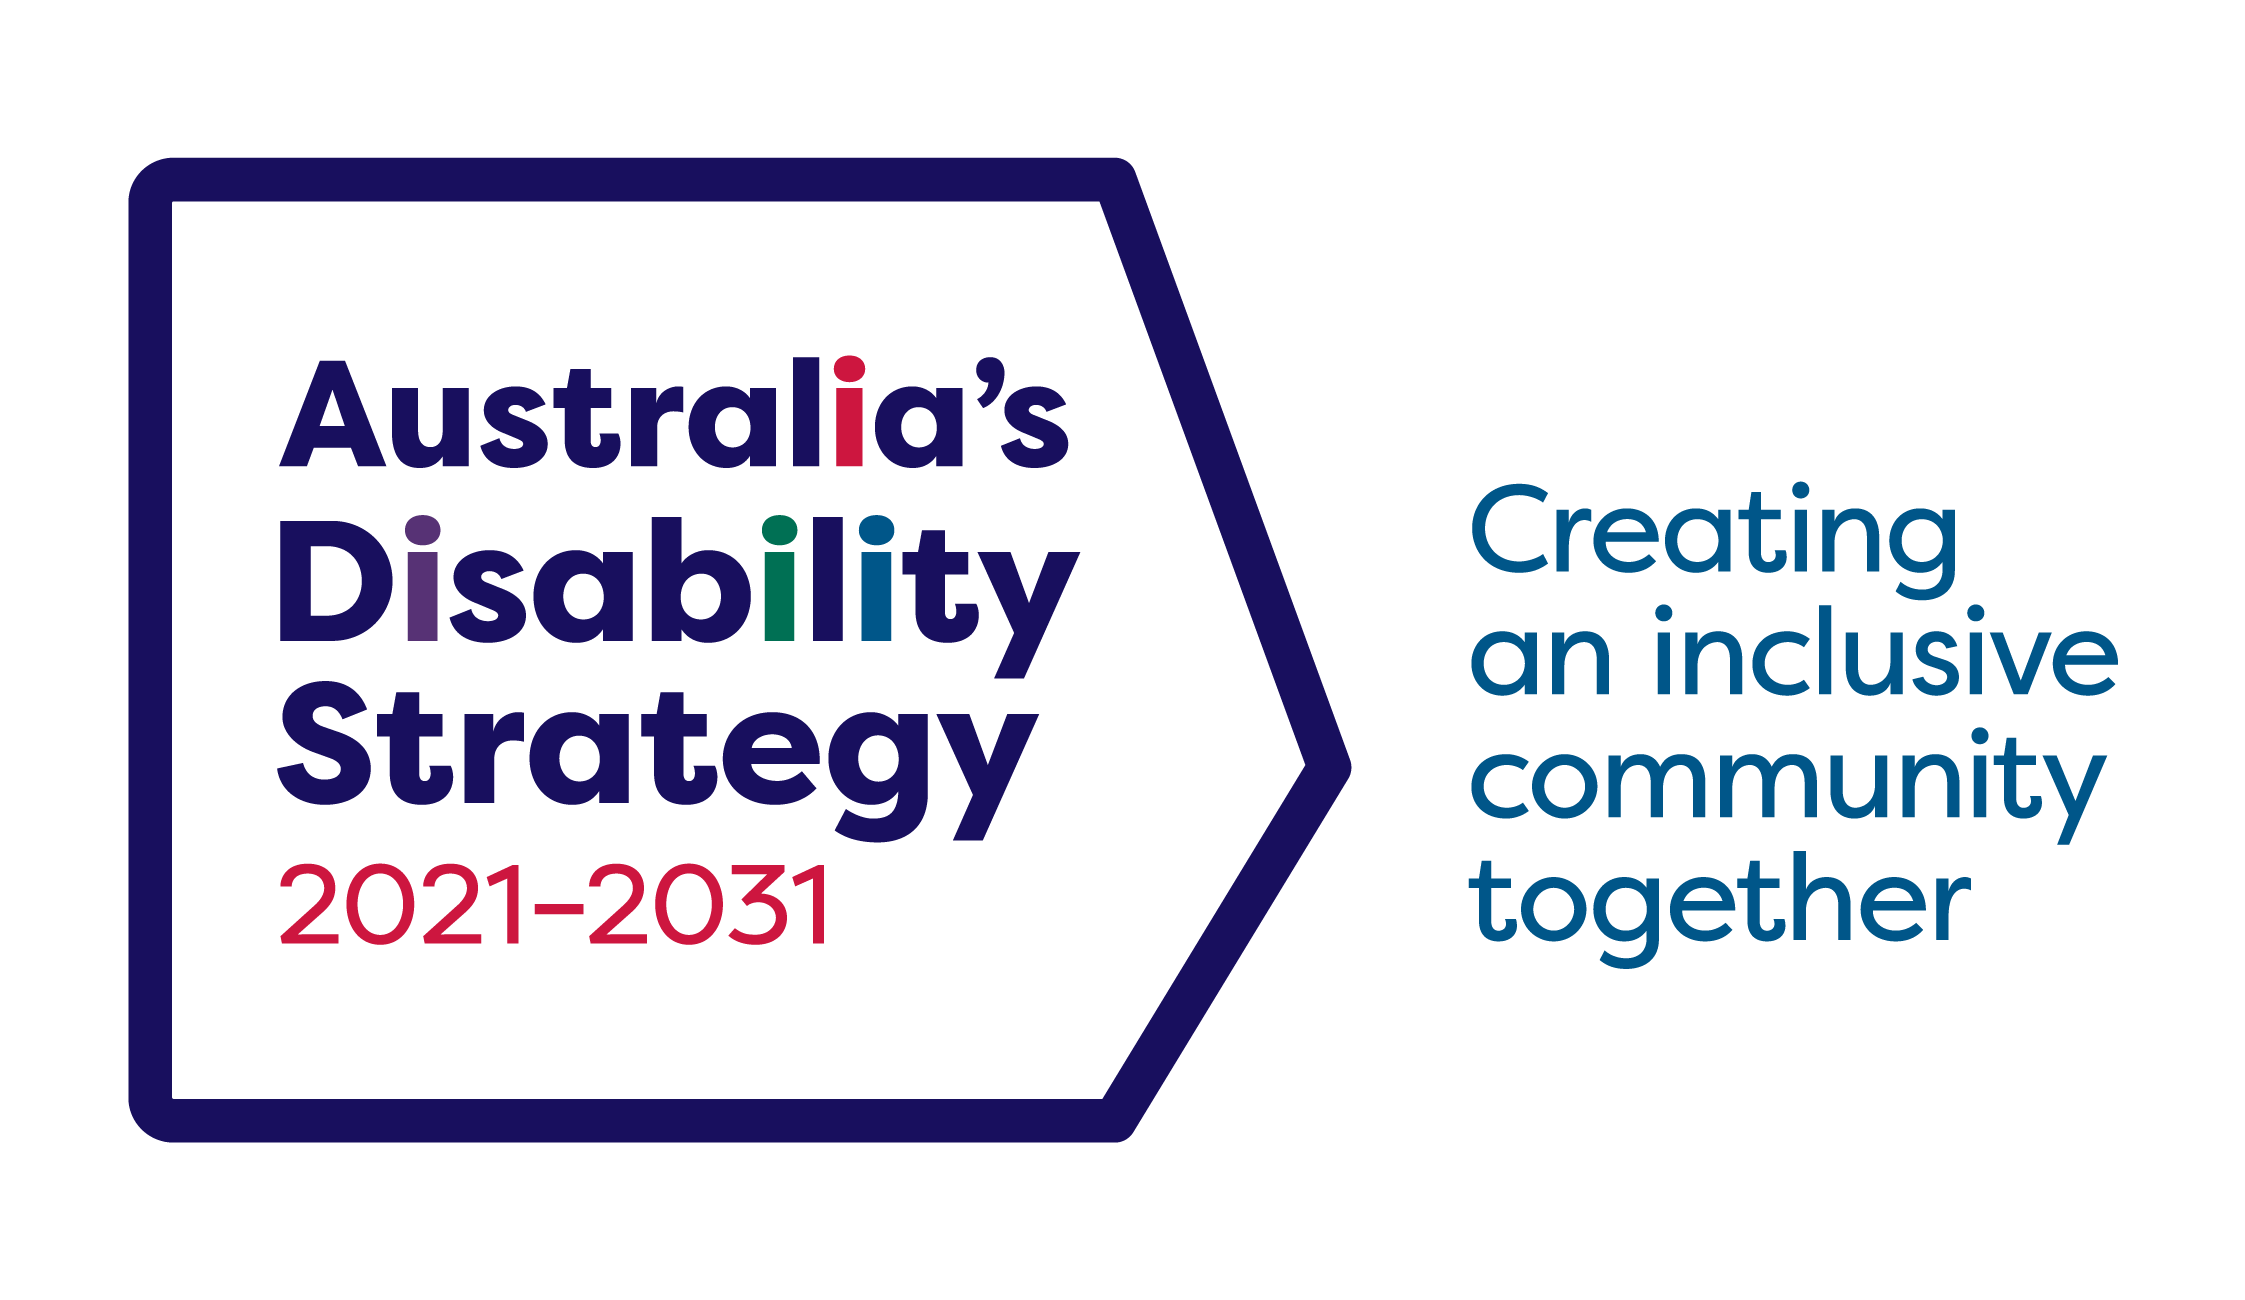 Australia’s
Disability
Strategy
2021–2031
Creating
an inclusive
community
together